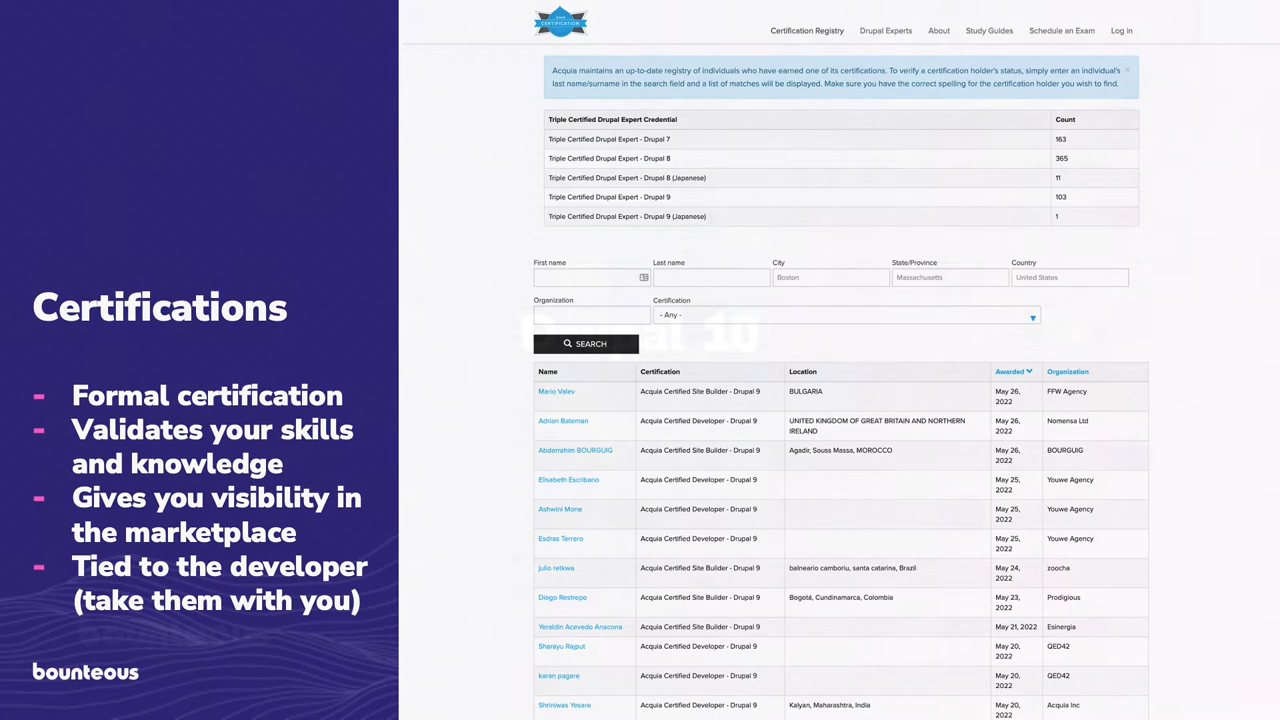 Certifications
- Formal certification
- Validates your skills
and knowledge
- Gives you visibility in
the marketplace
- Tied to the developer
(take them with you)
bounteous
CERTIFICATION
Certification Registry Drupal Experts About Study Guides Schedule an Exam Log in
Acquia maintains an up-to-date registry of individuals who have earned one of its certifications. To verify a certification holder's status, simply enter an individual's ×
last name/surname in the search field and a list of matches will be displayed. Make sure you have the correct spelling for the certification holder you wish to find.
Triple Certified Drupal Expert Credential Count
Triple Certified Drupal Expert - Drupal 7 163
Triple Certified Drupal Expert - Drupal 8 365
Triple Certified Drupal Expert - Drupal 8 (Japanese) 11
Triple Certified Drupal Expert - Drupal 9 103
Triple Certified Drupal Expert - Drupal 9 (Japanese) 1
First name Last name City State/Province Country
Boston Massachusetts United States
Organization Certification
- Any -
Drupal 10
SEARCH
Name Certification Location Awarded Organization
Mario Valev Acquia Certified Site Builder - Drupal 9 BULGARIA May 26, FFW Agency
2022
Adrian Bateman Acquia Certified Site Builder - Drupal 9 UNITED KINGDOM OF GREAT BRITAIN AND NORTHERN May 26, Nomensa Ltd
IRELAND 2022
Abderrahim BOURGUIG Acquia Certified Site Builder - Drupal 9 Agadir, Souss Massa, MOROCCO May 26, BOURGUIG
2022
Elisabeth Escribano Acquia Certified Developer - Drupal 9 May 25, Youwe Agency
2022
Ashwini Mone Acquia Certified Developer - Drupal 9 May 25, Youwe Agency
2022
Esdras Terrero Acquia Certified Developer - Drupal 9 May 25, Youwe Agency
2022
julio retkwa Acquia Certified Site Builder - Drupal 9 balneario camboriu, santa catarina, Brazil May 24, zoocha
2022
Diego Restrepo Acquia Certified Site Builder - Drupal 9 Bogotá, Cundinamarca, Colombia May 23, Prodigious
2022
Yeraldin Acevedo Anacona Acquia Certified Site Builder - Drupal 9 May 21, 2022 Esinergia
Sharayu Rajput Acquia Certified Developer - Drupal 9 May 20, QED42
2022
karan pagare Acquia Certified Developer - Drupal 9 May 20, QED42
2022
Shriniwas Yesare Acquia Certified Developer - Drupal 9 Kalyan, Maharashtra, India May 20, Acquia Inc
2022